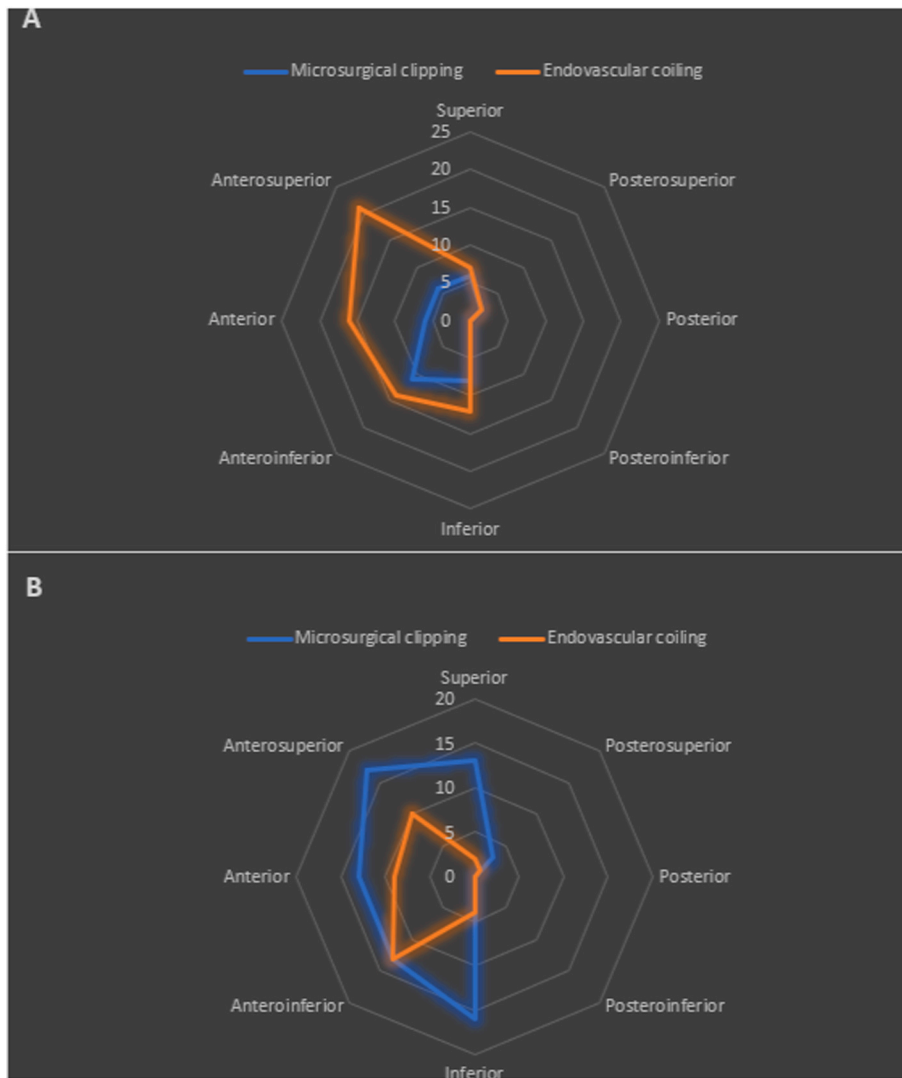 A
Microsurgical clipping Endovascular coiling
Superior
25
Anterosuperior 20 Posterosuperior
15
10
5
Anterior 0 Posterior
Anteroinferior Posteroinferior
Inferior
B
Microsurgical clipping Endovascular coiling
Superior
20
Anterosuperior 15 Posterosuperior
10
5
Anterior 0 Posterior
Anteroinferior Posteroinferior
Inferior